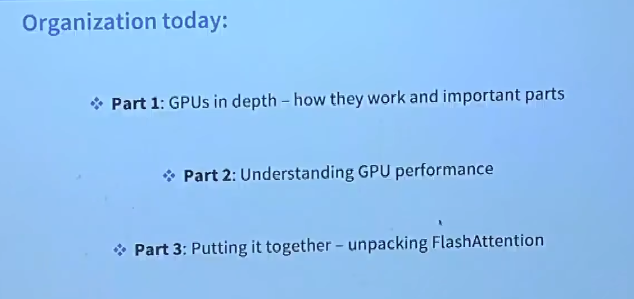 Organization today:
❖ Part 1: GPUs in depth – how they work and important parts
❖ Part 2: Understanding GPU performance
❖ Part 3: Putting it together – unpacking FlashAttention